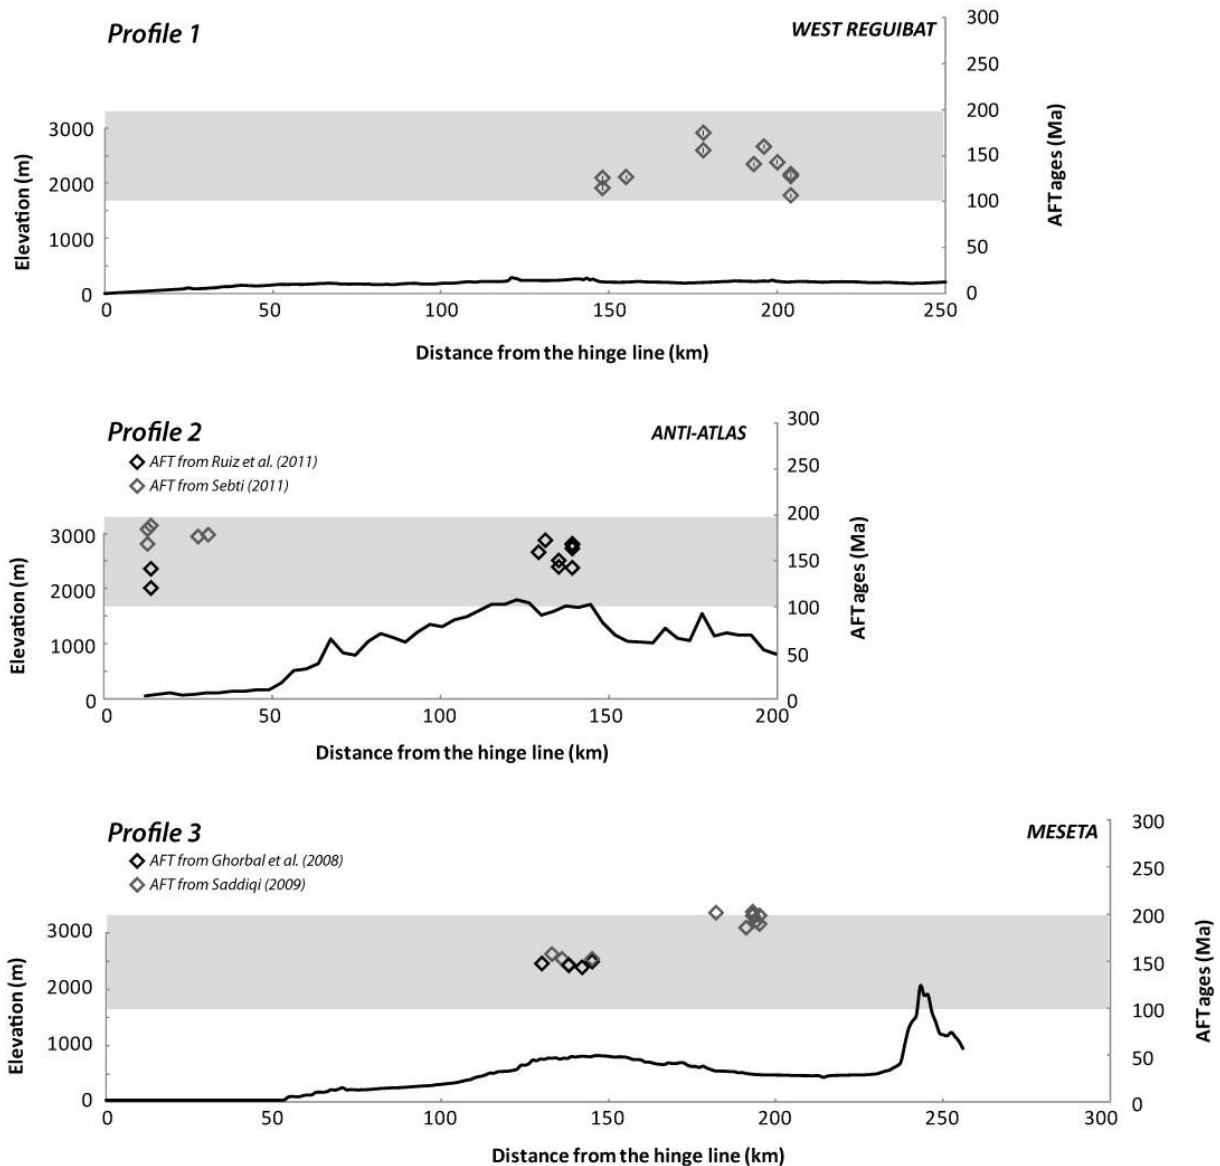 Profile 1
WEST REGUIBAT
300
250
200
150
100
50
0
AFT ages (Ma)
3000
2000
1000
0
Elevation (m)
0 50 100 150 200 250
Distance from the hinge line (km)
Profile 2
ANTI-ATLAS
AFT from Ruiz et al. (2011)
AFT from Sebti (2011)
300
250
200
150
100
50
0
AFT ages (Ma)
3000
2000
1000
0
Elevation (m)
0 50 100 150 200
Distance from the hinge line (km)
Profile 3
MESETA
AFT from Ghorbal et al. (2008)
AFT from Saddiqi (2009)
300
250
200
150
100
50
0
AFT ages (Ma)
3000
2000
1000
0
Elevation (m)
0 50 100 150 200 250 300
Distance from the hinge line (km)